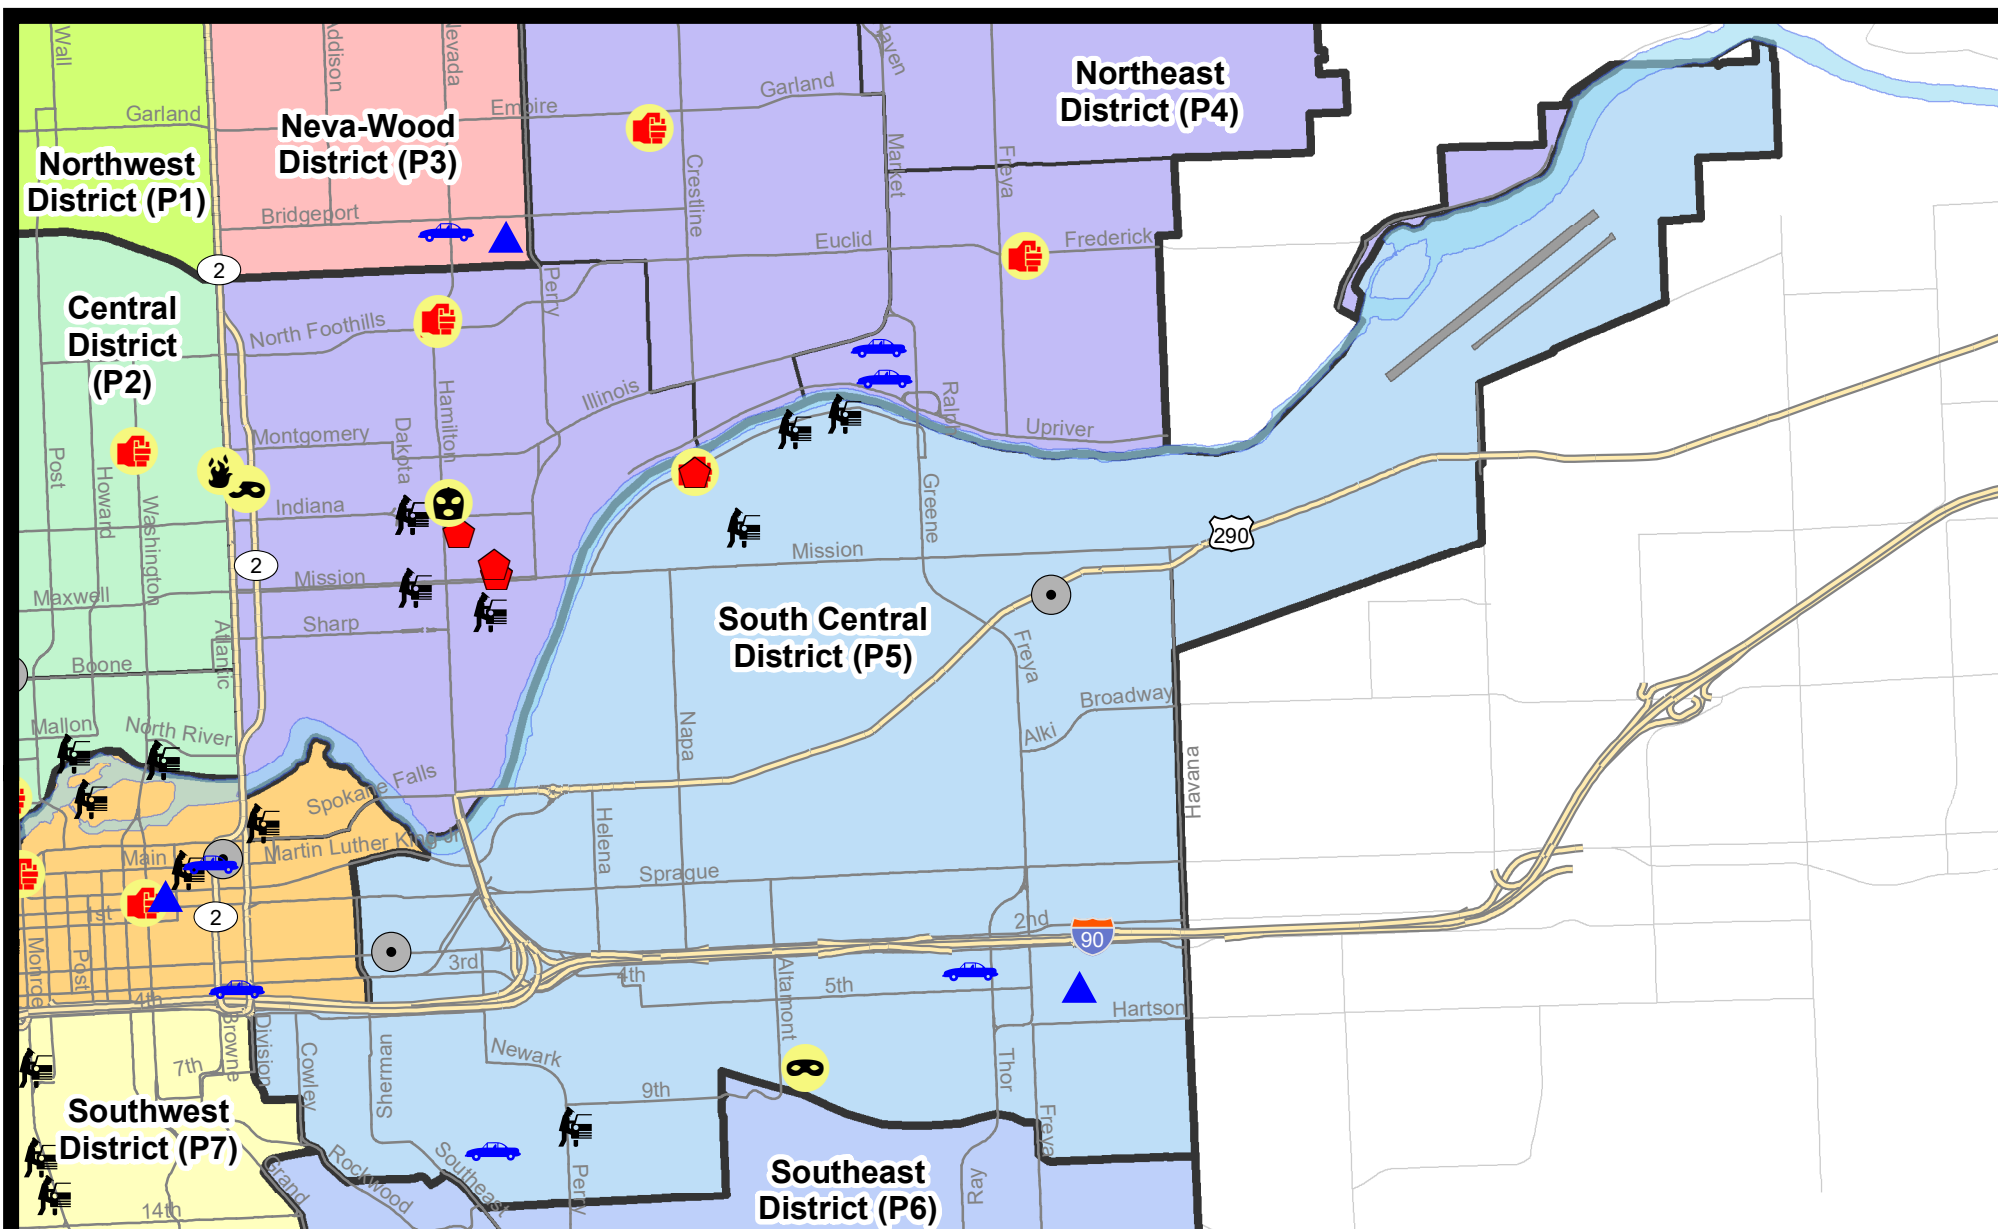 Wall
Addison
Nevada
Haven
Garland
Empire
Garland
Northeast
District (P4)
Neva-Wood
District (P3)
Northwest
District (P1)
Crestline
Market
Freya
Bridgeport
Euclid
Frederick
2
Perry
Central
District
(P2)
North Foothills
Hamilton
Illinois
Ralph
Dakota
Montgomery
Upriver
Post
Howard
Washington
Indiana
Greene
290
Mission
2
Mission
Maxwell
Sharp
South Central
District (P5)
Atlantic
Freya
Boone
Broadway
Mallon
North River
Napa
Alki
Havana
Spokane Falls
Helena
Martin Luther King Jr
Main
Sprague
1st
2
2nd
90
Monroe
Post
3rd
4th
Altamont
5th
4th
Hartson
Browne
Division
Cowley
Sherman
Newark
Thor
7th
9th
Freya
Southwest
District (P7)
Rockwood
Southeast
Perry
Grand
Ray
Southeast
District (P6)
14th